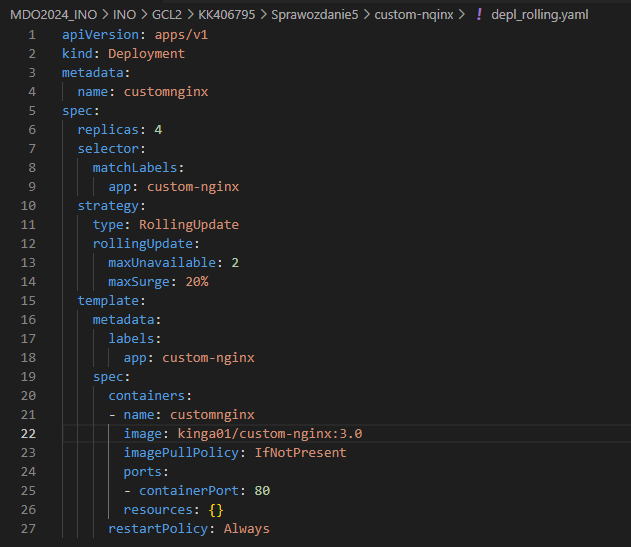 MDO2024_INO > INO > GCL2 > KK406795 > Sprawozdanie5 > custom-nqinx > ! depl_rolling.yaml
1 apiVersion: apps/v1
2 kind: Deployment
3 metadata:
4   name: customnginx
5 spec:
6   replicas: 4
7   selector:
8     matchLabels:
9       app: custom-nginx
10   strategy:
11     type: RollingUpdate
12     rollingUpdate:
13       maxUnavailable: 2
14       maxSurge: 20%
15   template:
16     metadata:
17       labels:
18         app: custom-nginx
19     spec:
20       containers:
21       - name: customnginx
22         image: kinga01/custom-nginx:3.0
23         imagePullPolicy: IfNotPresent
24         ports:
25         - containerPort: 80
26         resources: {}
27       restartPolicy: Always